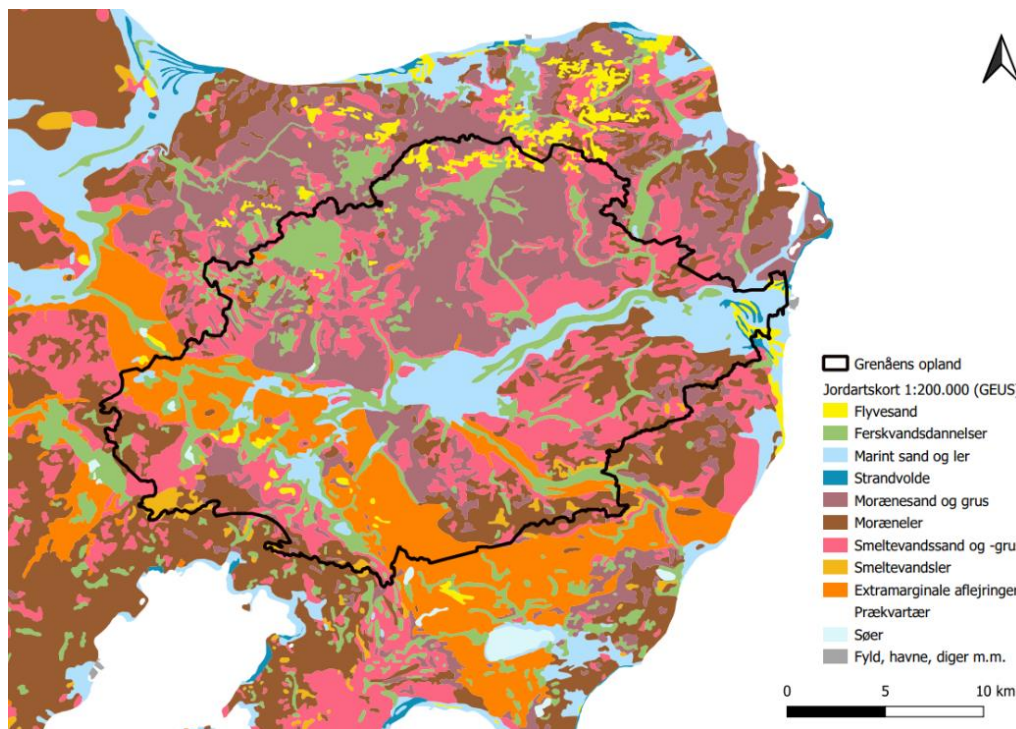 Grenåens opland
Jordartskort 1:200.000 (GEUS)
Flyvesand
Ferskvandsdannelser
Marint sand og ler
Strandvolde
Morænesand og grus
Moræneler
Smeltevandssand og -gru
Smeltevandsler
Extramarginale aflejringer
Prækvartær
Søer
Fyld, havne, diger m.m.
0 5 10 km